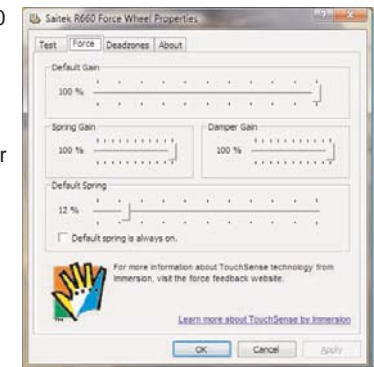 0
r
Saitek R660 Force Wheel Properties
Test Force Deadzones About
Default Gain
100 %
Spring Gain Damper Gain
100 % 100 %
Default Spring
12 %
Default spring is always on.
For more information about TouchSense technology from
Immersion, visit the force feedback website.
TM
Learn more about TouchSense by Immersion
OK Cancel Apply